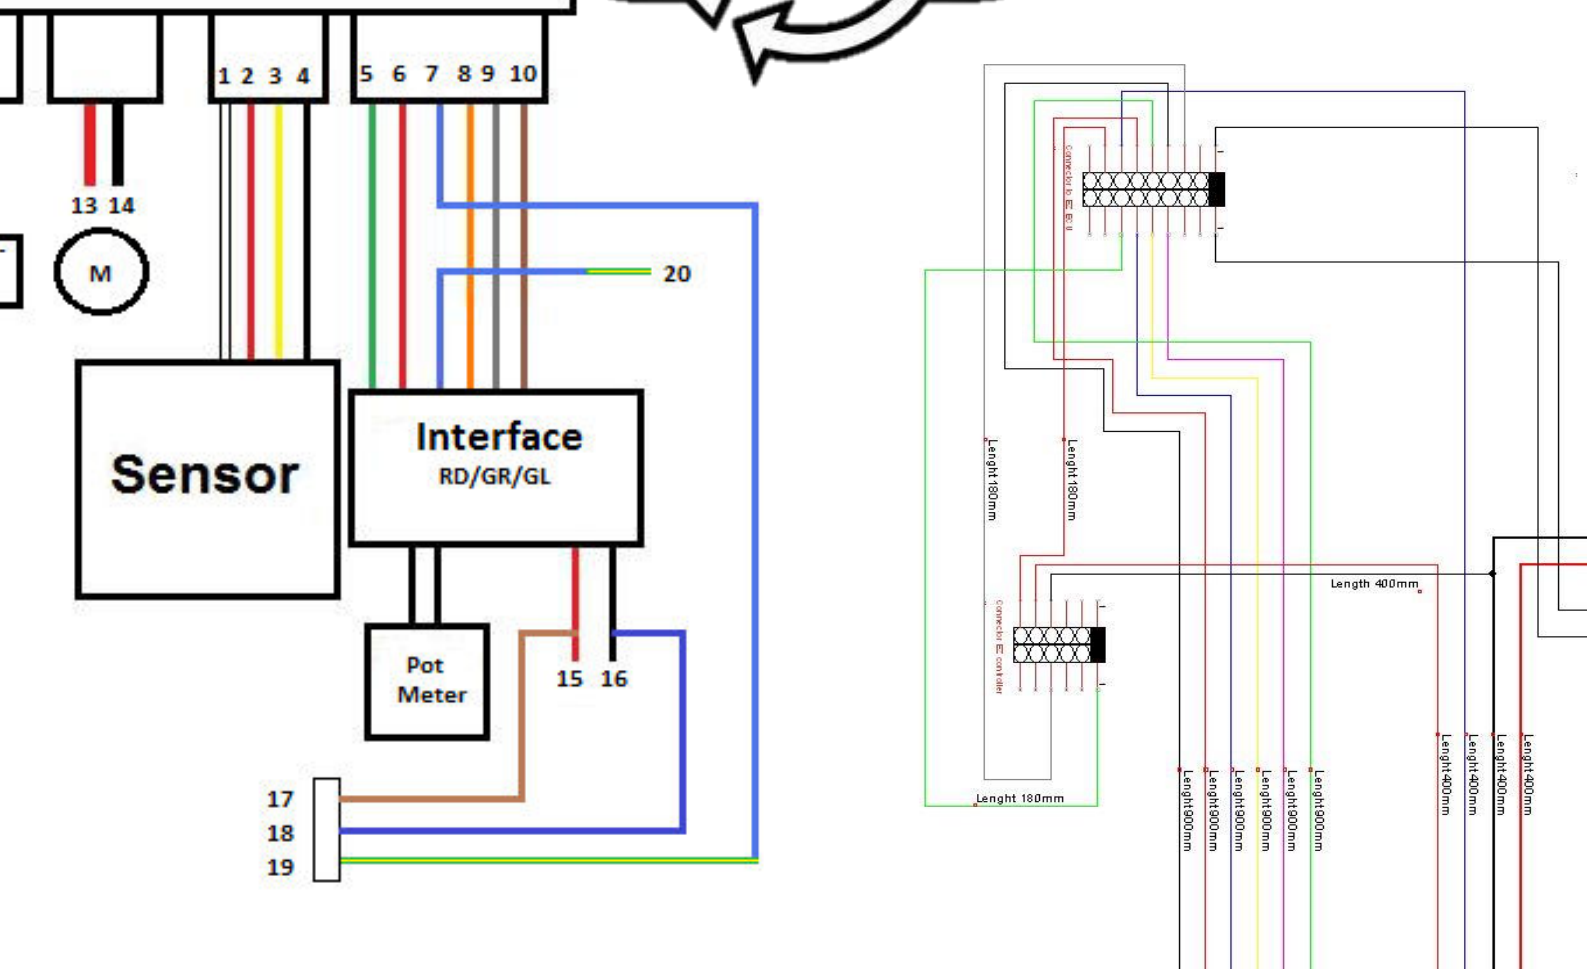 1 2 3 4
5 6 7 8 9 10
13 14
M
20
Sensor
Interface
RD/GR/GL
Pot
Meter
15 16
17
18
19
Lenght 180mm
Lenght 180mm
Length 400mm
Lenght 180mm
Lenght400mm
Lenght400mm
Lenght400mm
Lenght400mm
Lenght900mm
Lenght900mm
Lenght900mm
Lenght900mm
Lenght900mm
Lenght900mm